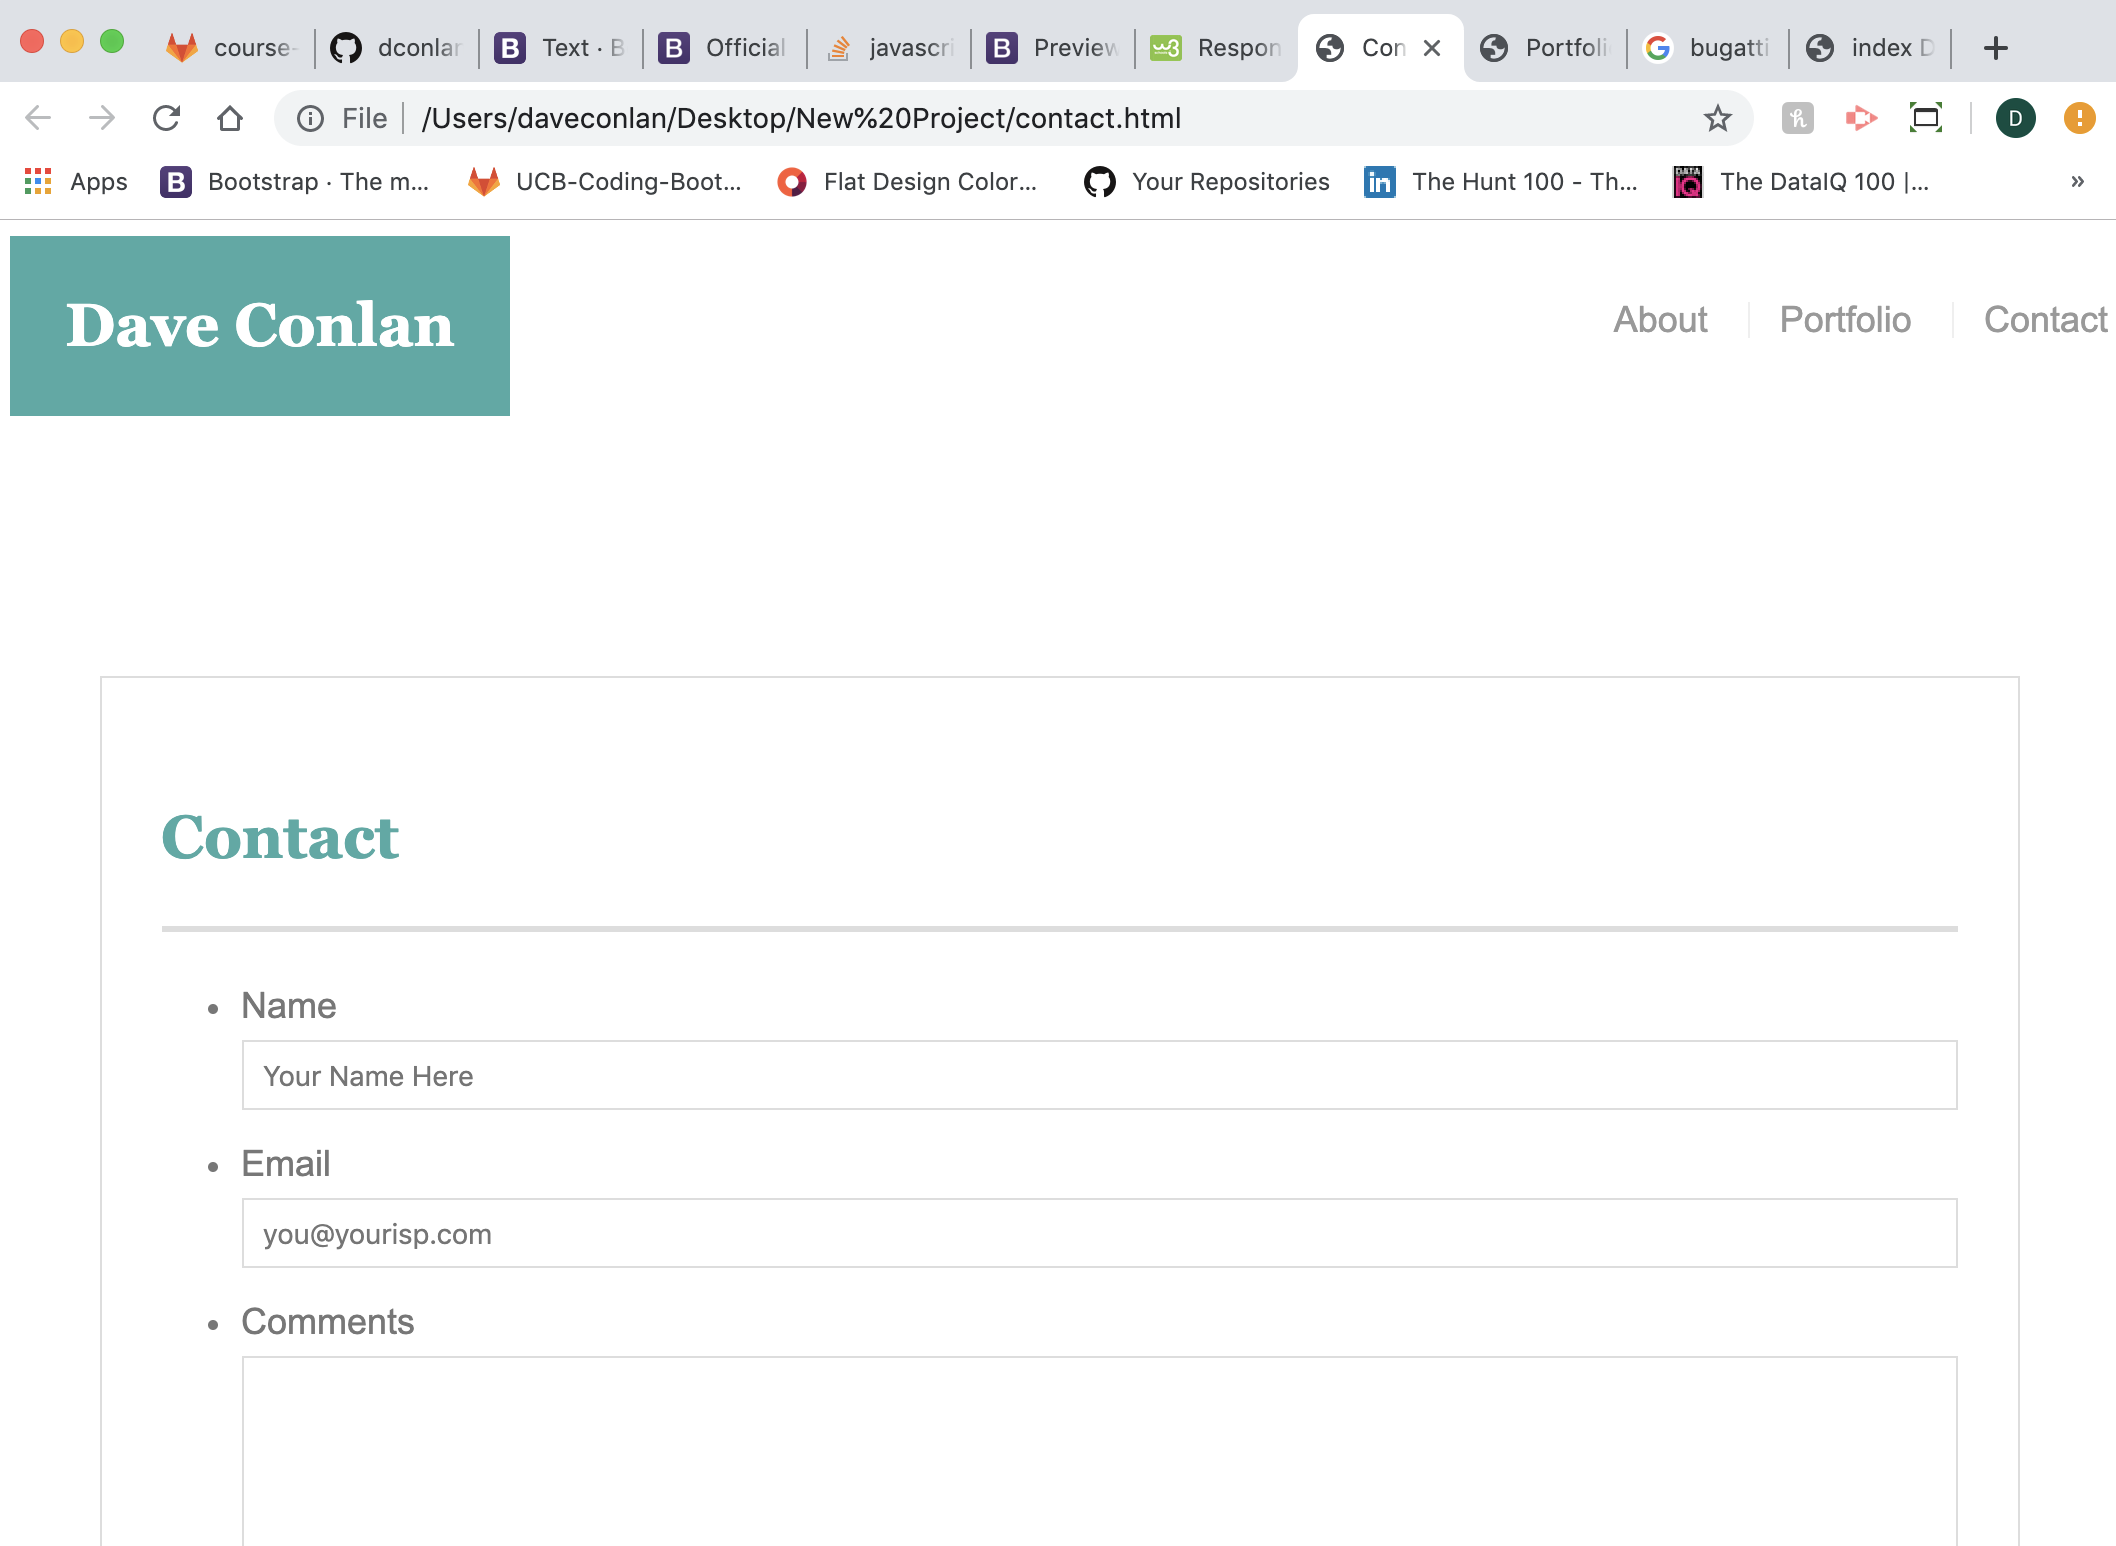 course-
dconlar
Text · B
Official
javascri
Preview
Respon
Con
Portfoli
bugatti
index D
File
/Users/daveconlan/Desktop/New%20Project/contact.html
D
Apps
Bootstrap · The m...
UCB-Coding-Boot...
Flat Design Color...
Your Repositories
The Hunt 100 - Th...
The DataIQ 100 |...
»
Dave Conlan
About
Portfolio
Contact
Contact
• Name
Your Name Here
• Email
you@yourisp.com
• Comments